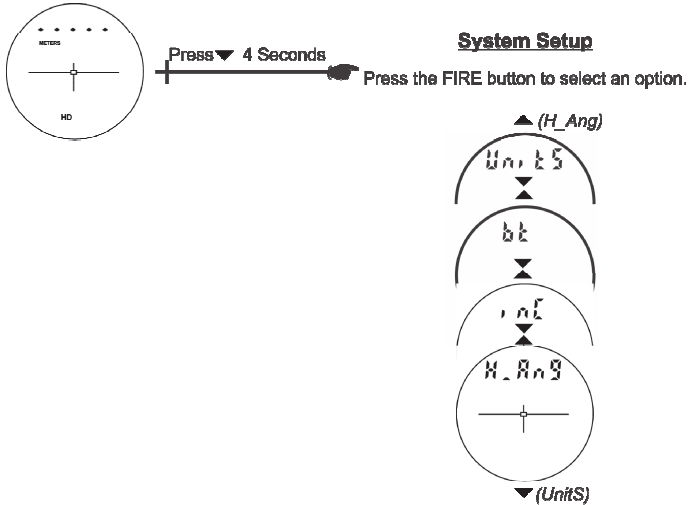 METERS
HD
Press▼ 4 Seconds
System Setup
Press the FIRE button to select an option.
▲ (H_Ang)
UnitS
bt
inC
H_Ang
▼ (UnitS)